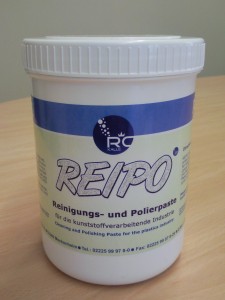 RC
REIPO
Reinigungs- und Polierpaste
für die kunststoffverarbeitende Industrie
Cleaning and Polishing Paste for the plastics industry